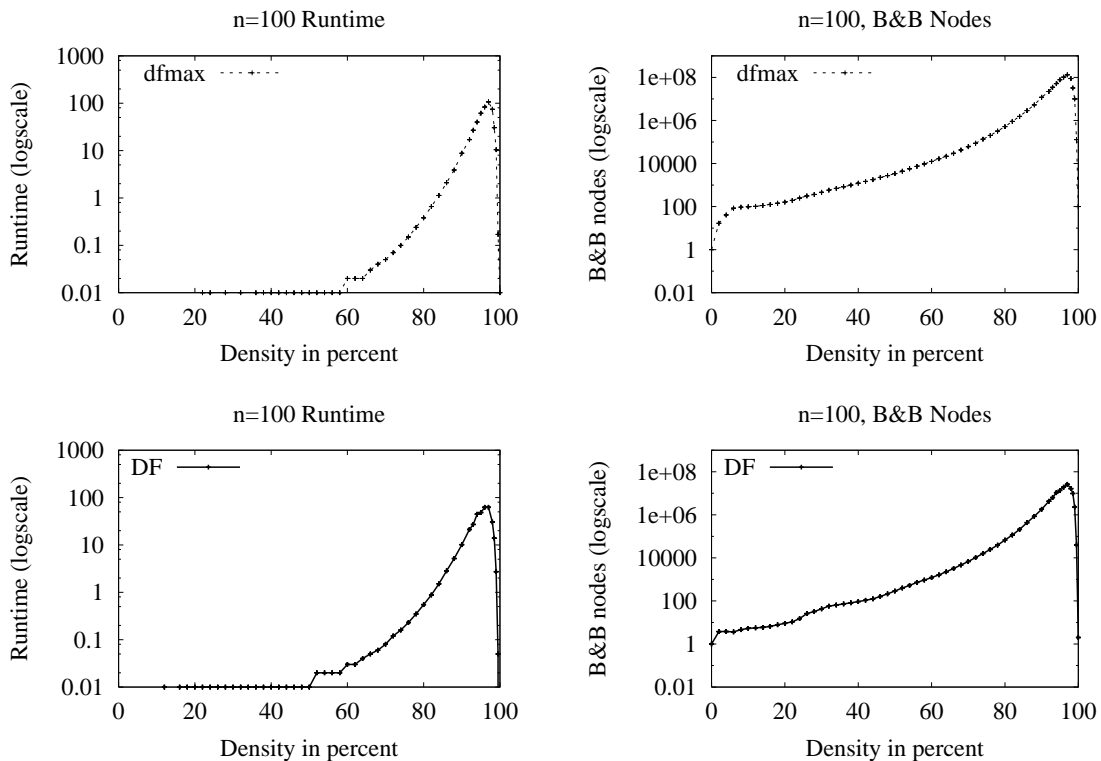 n=100 Runtime
dfmax
Runtime (logscale)
1000
100
10
1
0.1
0.01
0 20 40 60 80 100
Density in percent
n=100, B&B Nodes
dfmax
B&B nodes (logscale)
1e+08
1e+06
10000
100
1
0.01
0 20 40 60 80 100
Density in percent
n=100 Runtime
DF
Runtime (logscale)
1000
100
10
1
0.1
0.01
0 20 40 60 80 100
Density in percent
n=100, B&B Nodes
DF
B&B nodes (logscale)
1e+08
1e+06
10000
100
1
0.01
0 20 40 60 80 100
Density in percent